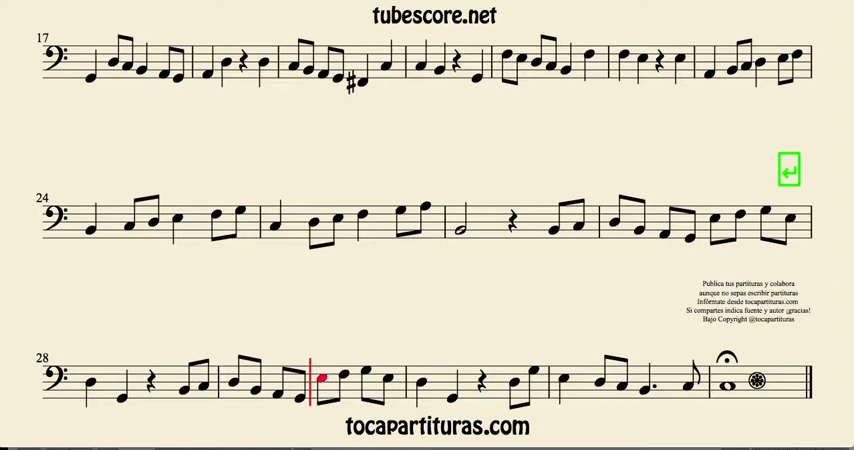 tubescore.net
17
24
Publica tus partituras y colabora
aunque no sepas escribir partituras
Infórmate desde tocapartituras.com
Si compartes indica fuente y autor ¡gracias!
Bajo Copyright @tocapartituras
28
tocapartituras.com